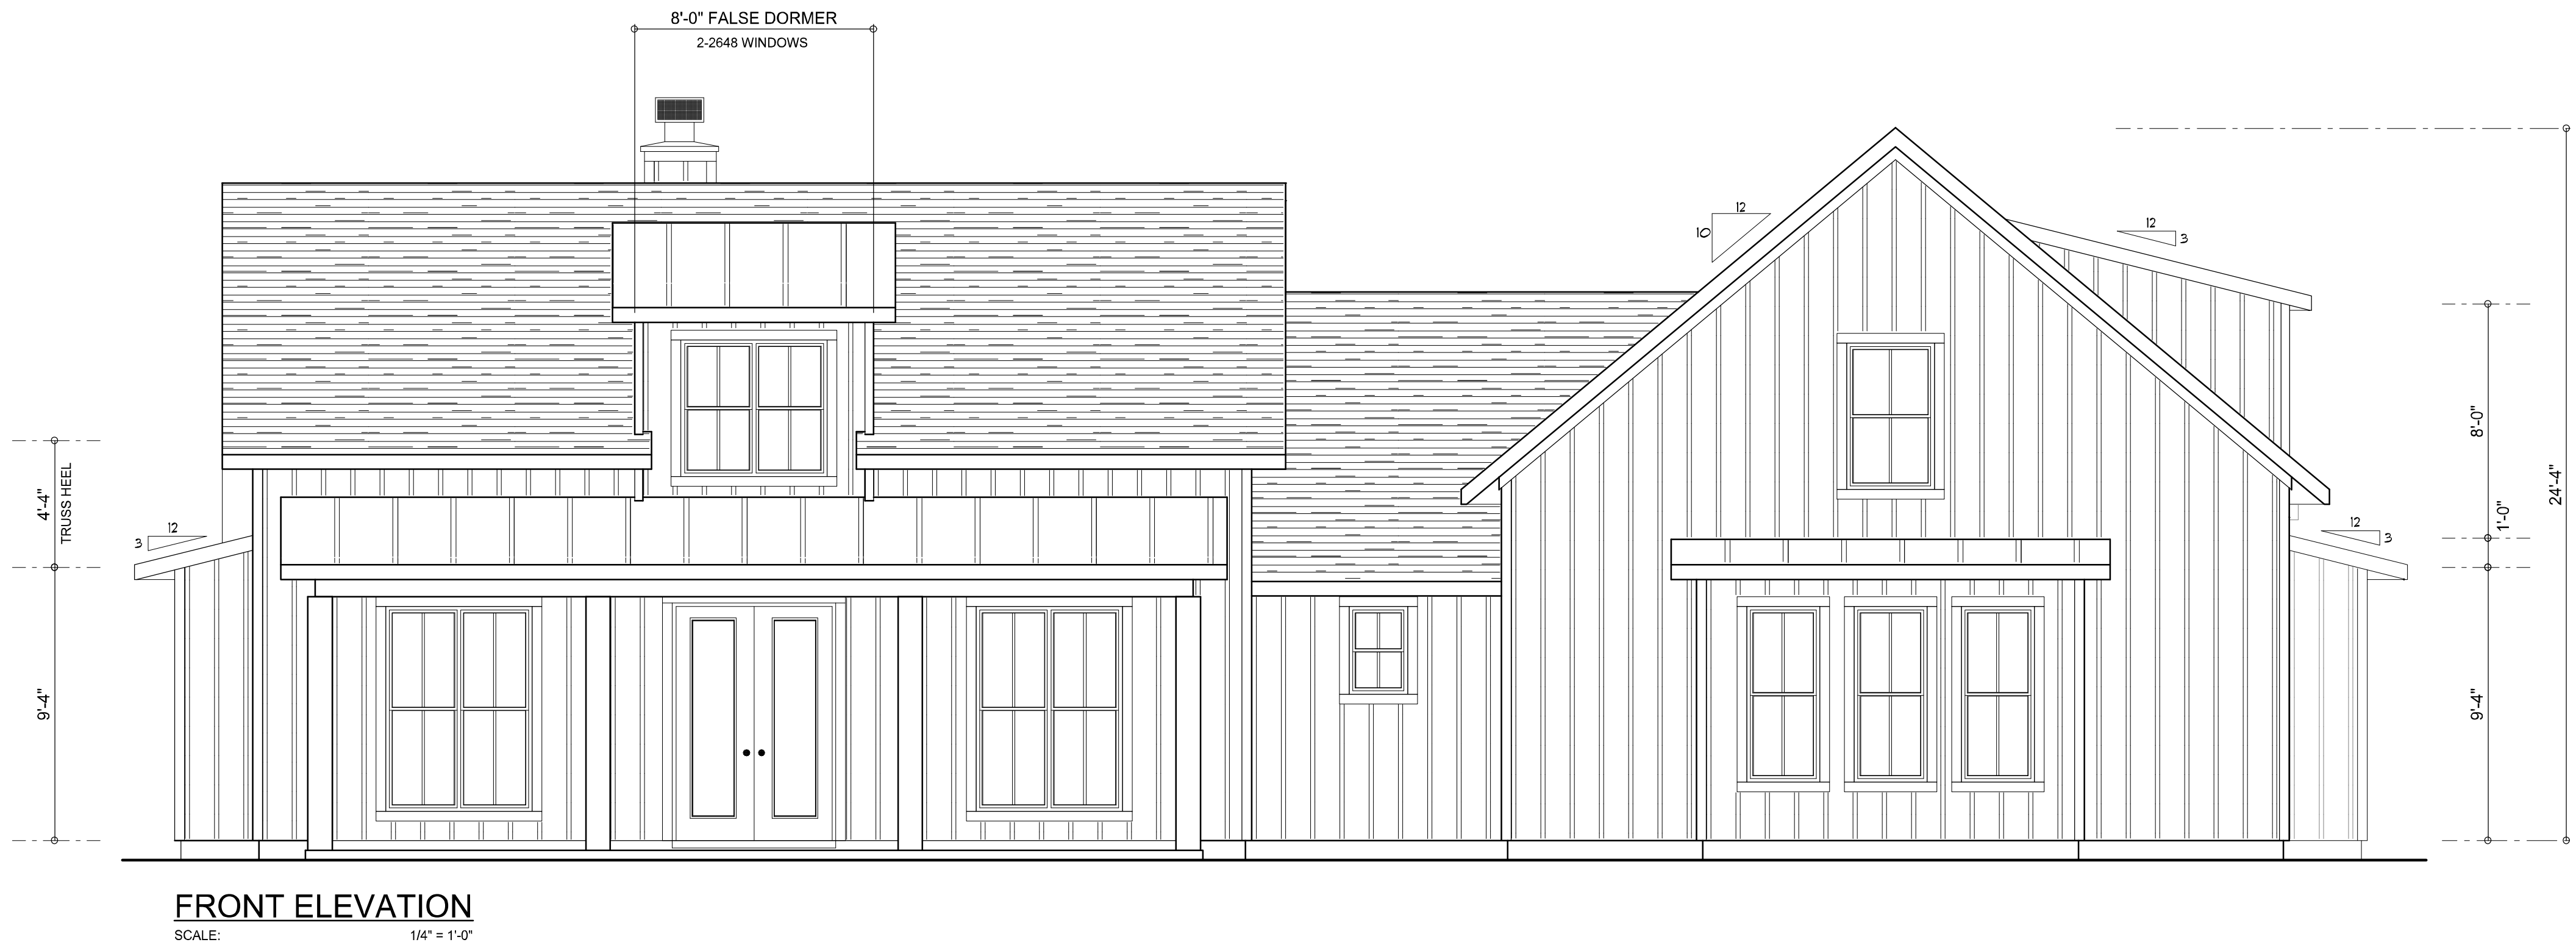 8'-0" FALSE DORMER
2-2648 WINDOWS
12
10
12
3
8'-0"
24'-4"
4'-4"
TRUSS HEEL
1'-0"
12
3
12
3
9'-4"
9'-4"
FRONT ELEVATION
SCALE: 1/4" = 1'-0"